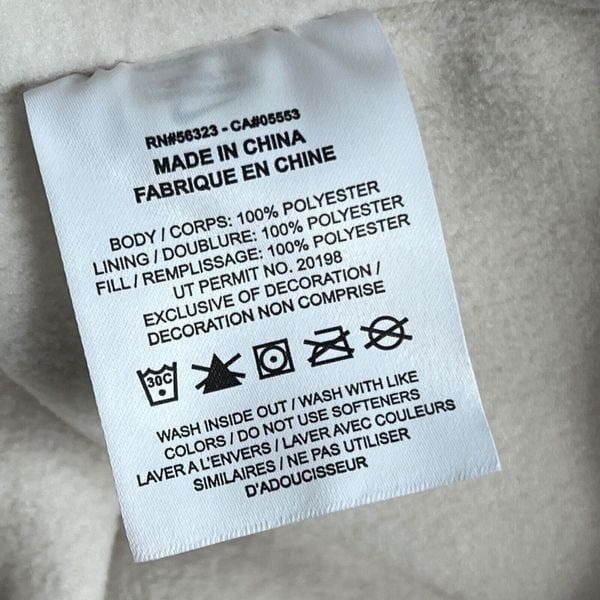 RN#56323 - CA#05553
MADE IN CHINA
FABRIQUE EN CHINE
BODY / CORPS: 100% POLYESTER
LINING / DOUBLURE: 100% POLYESTER
FILL / REMPLISSAGE: 100% POLYESTER
UT PERMIT NO. 20198
EXCLUSIVE OF DECORATION /
DECORATION NON COMPRISE
30C
WASH INSIDE OUT / WASH WITH LIKE
COLORS / DO NOT USE SOFTENERS
LAVER A L'ENVERS / LAVER AVEC COULEURS
SIMILAIRES / NE PAS UTILISER
D'ADOUCISSEUR